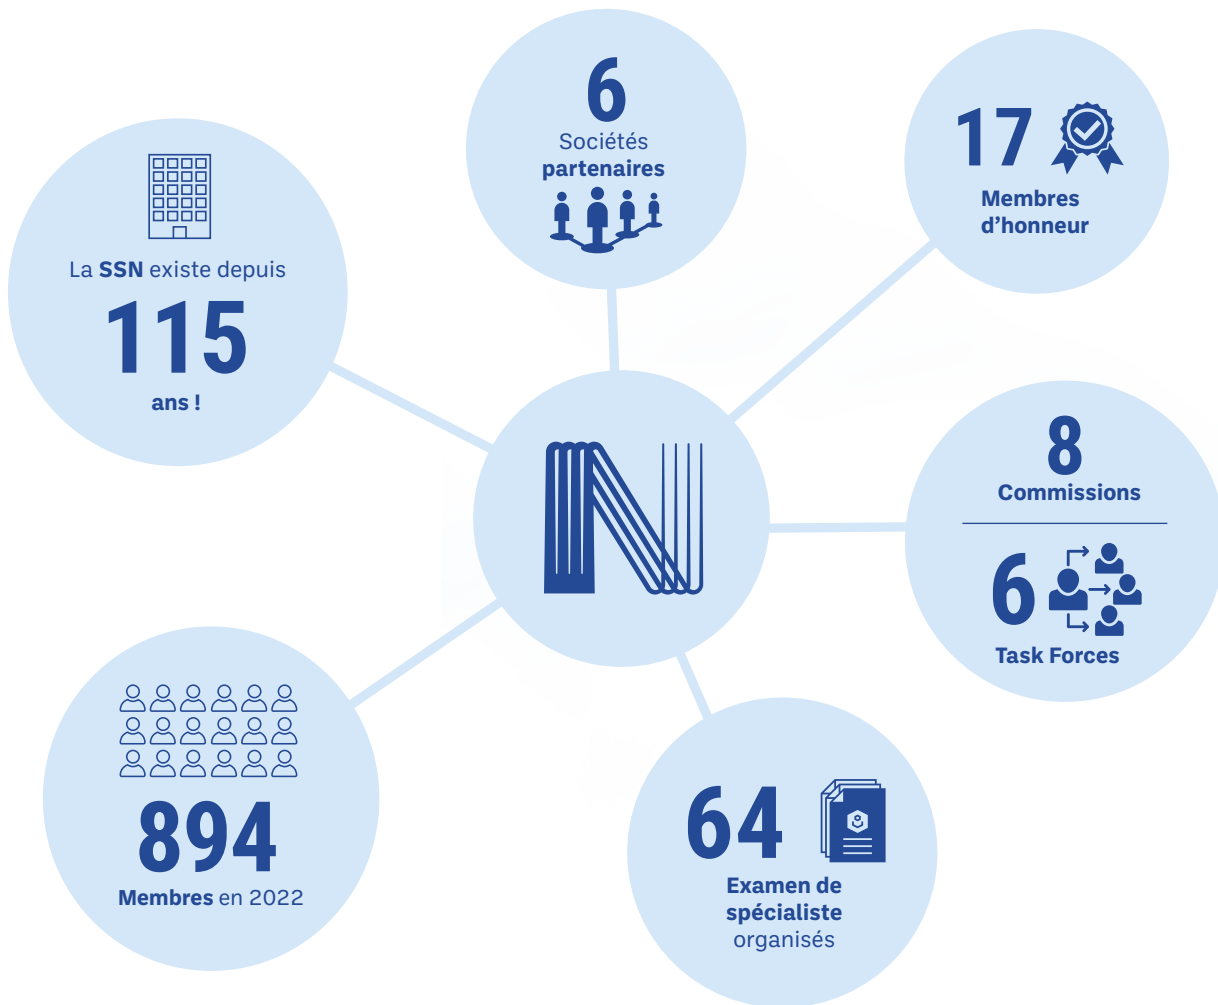 6
Sociétés
partenaires
17
Membres
d’honneur
La SSN existe depuis
115
ans !
8
Commissions
6
Task Forces
N
894
Membres en 2022
64
Examen de
spécialiste
organisés